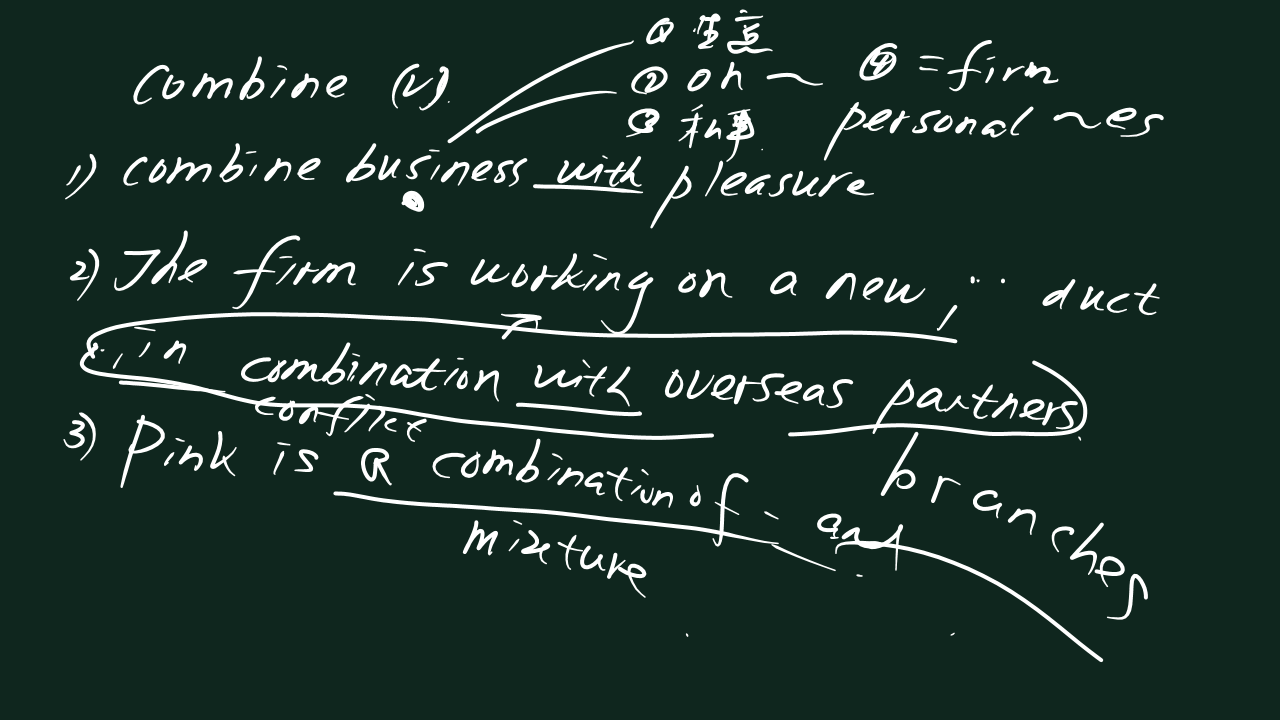 ① 生意
combine (v).
② on ~ ④ = firm
③ 私事 personal ~es
1) combine business with pleasure
2) The firm is working on a new duct
in combination with overseas partners
conflict
3) Pink is a combination of - and
branches
mixture